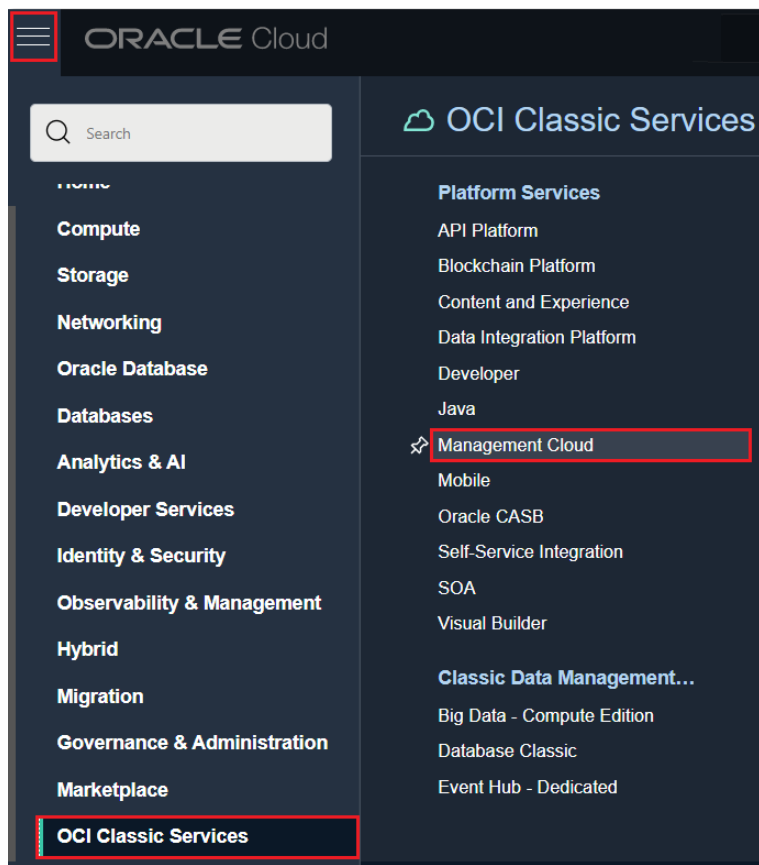 ORACLE Cloud
Search
Home
Compute
Storage
Networking
Oracle Database
Databases
Analytics & AI
Developer Services
Identity & Security
Observability & Management
Hybrid
Migration
Governance & Administration
Marketplace
OCI Classic Services
OCI Classic Services
Platform Services
API Platform
Blockchain Platform
Content and Experience
Data Integration Platform
Developer
Java
Management Cloud
Mobile
Oracle CASB
Self-Service Integration
SOA
Visual Builder
Classic Data Management...
Big Data - Compute Edition
Database Classic
Event Hub - Dedicated